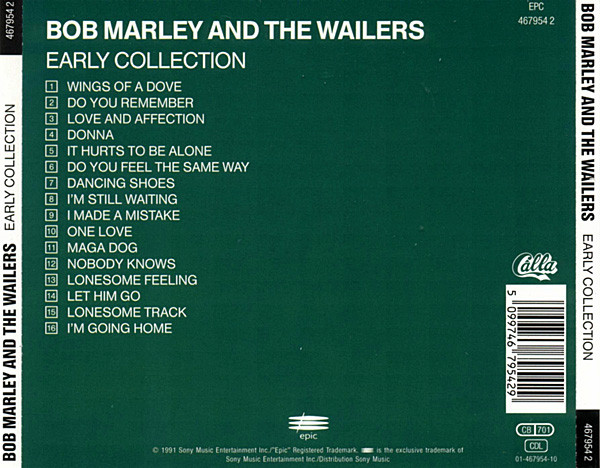 467954 2
BOB MARLEY AND THE WAILERS EARLY COLLECTION
BOB MARLEY AND THE WAILERS
EARLY COLLECTION
EPC
467954 2
1 WINGS OF A DOVE
2 DO YOU REMEMBER
3 LOVE AND AFFECTION
4 DONNA
5 IT HURTS TO BE ALONE
6 DO YOU FEEL THE SAME WAY
7 DANCING SHOES
8 I'M STILL WAITING
9 I MADE A MISTAKE
10 ONE LOVE
11 MAGA DOG
12 NOBODY KNOWS
13 LONESOME FEELING
14 LET HIM GO
15 LONESOME TRACK
16 I'M GOING HOME
Calla
5 099746 795429
epic
CB 701
CDL
01-467954-10
© 1991 Sony Music Entertainment Inc./"Epic" Registered Trademark. is the exclusive trademark of
Sony Music Entertainment Inc./Distribution Sony Music
BOB MARLEY AND THE WAILERS EARLY COLLECTION
467954 2